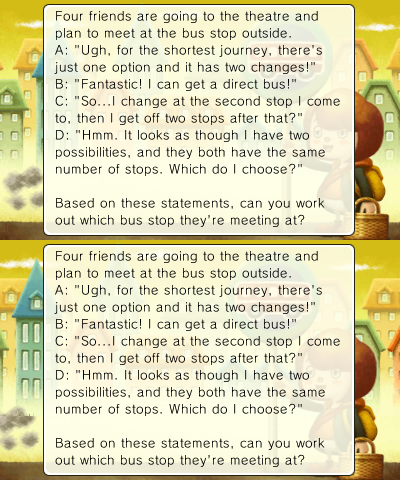 Four friends are going to the theatre and
plan to meet at the bus stop outside.
A: "Ugh, for the shortest journey, there's
just one option and it has two changes!"
B: "Fantastic! I can get a direct bus!"
C: "So...I change at the second stop I come
to, then I get off two stops after that?"
D: "Hmm. It looks as though I have two
possibilities, and they both have the same
number of stops. Which do I choose?"
Based on these statements, can you work
out which bus stop they're meeting at?
Four friends are going to the theatre and
plan to meet at the bus stop outside.
A: "Ugh, for the shortest journey, there's
just one option and it has two changes!"
B: "Fantastic! I can get a direct bus!"
C: "So...I change at the second stop I come
to, then I get off two stops after that?"
D: "Hmm. It looks as though I have two
possibilities, and they both have the same
number of stops. Which do I choose?"
Based on these statements, can you work
out which bus stop they're meeting at?